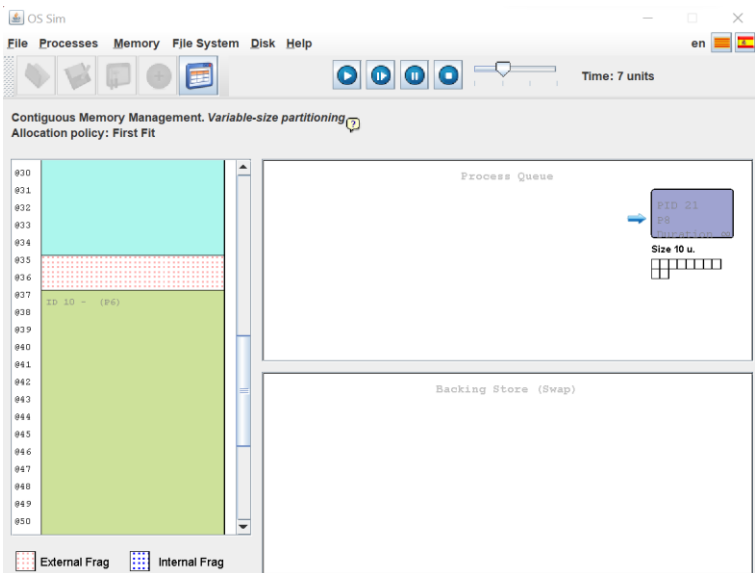 OS Sim
File Processes Memory File System Disk Help
en
Time: 7 units
Contiguous Memory Management. Variable-size partitioning
?
Allocation policy: First Fit
@30
@31
@32
@33
@34
@35
@36
@37
@38
@39
@40
@41
@42
@43
@44
@45
@46
@47
@48
@49
@50
ID 10 - (P6)
External Frag
Internal Frag
Process Queue
PID 21
P8
Duration
Size 10 u.
Backing Store (Swap)